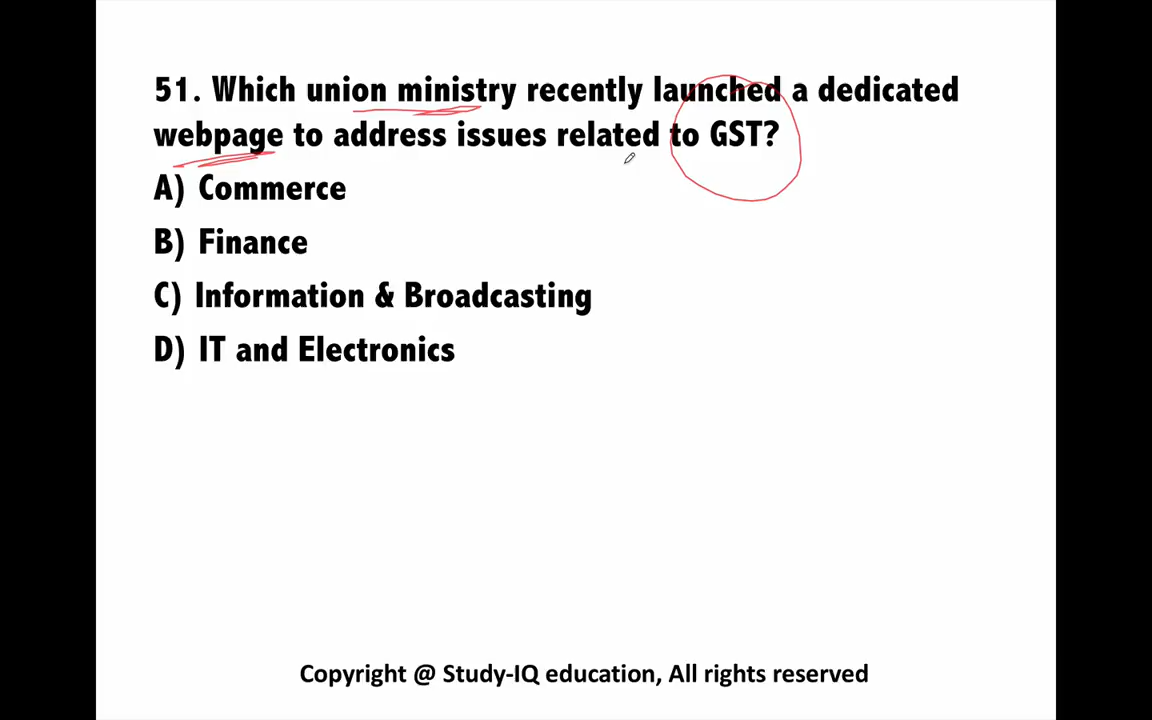 51. Which union ministry recently launched a dedicated
webpage to address issues related to GST?
A) Commerce
B) Finance
C) Information & Broadcasting
D) IT and Electronics
Copyright @ Study-IQ education, All rights reserved